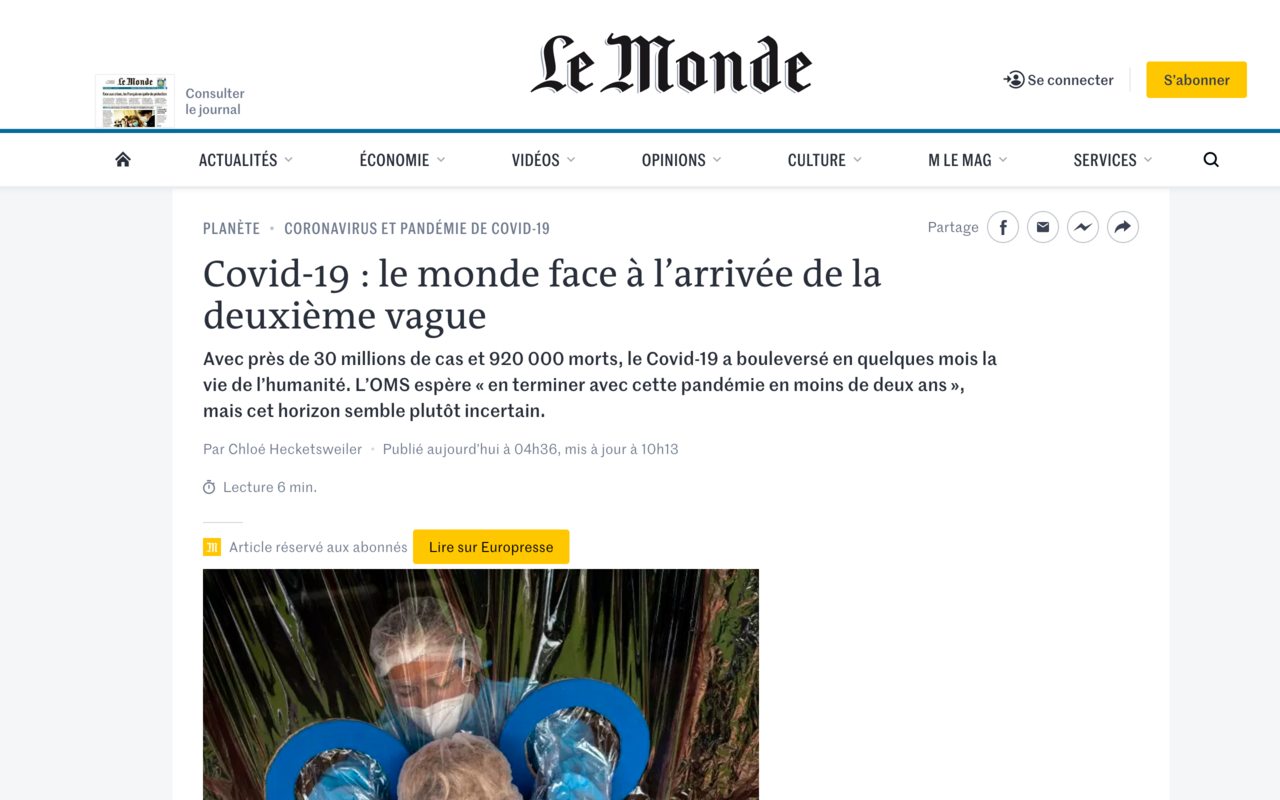 Le Monde
Consulter
le journal
Se connecter
S'abonner
ACTUALITÉS
ÉCONOMIE
VIDÉOS
OPINIONS
CULTURE
M LE MAG
SERVICES
PLANÈTE • CORONAVIRUS ET PANDÉMIE DE COVID-19
Partage
Covid-19 : le monde face à l’arrivée de la
deuxième vague
Avec près de 30 millions de cas et 920 000 morts, le Covid-19 a bouleversé en quelques mois la
vie de l’humanité. L’OMS espère « en terminer avec cette pandémie en moins de deux ans »,
mais cet horizon semble plutôt incertain.
Par Chloé Hecketsweiler • Publié aujourd’hui à 04h36, mis à jour à 10h13
Lecture 6 min.
M Article réservé aux abonnés
Lire sur Europresse